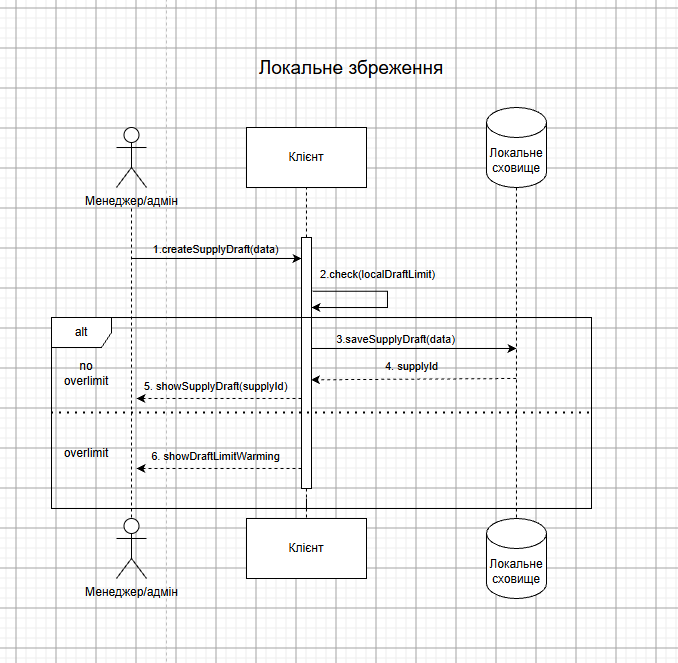 Локальне збреження
Клієнт
Локальне
сховище
Менеджер/адмін
1.createSupplyDraft(data)
2.check(localDraftLimit)
alt
3.saveSupplyDraft(data)
no
overlimit
4. supplyId
5. showSupplyDraft(supplyId)
overlimit
6. showDraftLimitWarming
Клієнт
Локальне
сховище
Менеджер/адмін